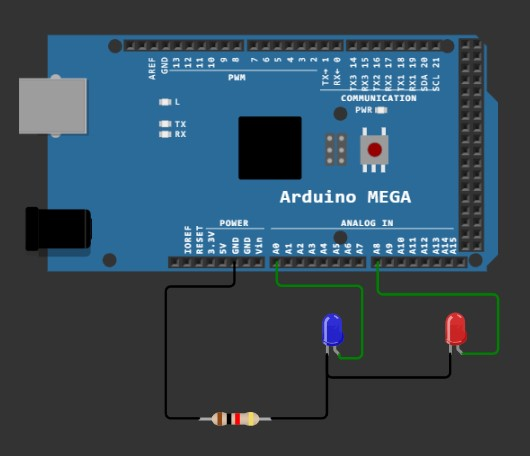 AREF
GND
13
12
11
10
9
8
7
6
5
4
3
2
TX→ 1
RX← 0
TX3 14
RX3 15
TX2 16
RX2 17
TX1 18
RX1 19
SDA 20
SCL 21
PWM
COMMUNICATION
PWR
L
TX
RX
Arduino MEGA
POWER
ANALOG IN
IOREF
RESET
3.3V
5V
GND
GND
Vin
A0
A1
A2
A3
A4
A5
A6
A7
A8
A9
A10
A11
A12
A13
A14
A15